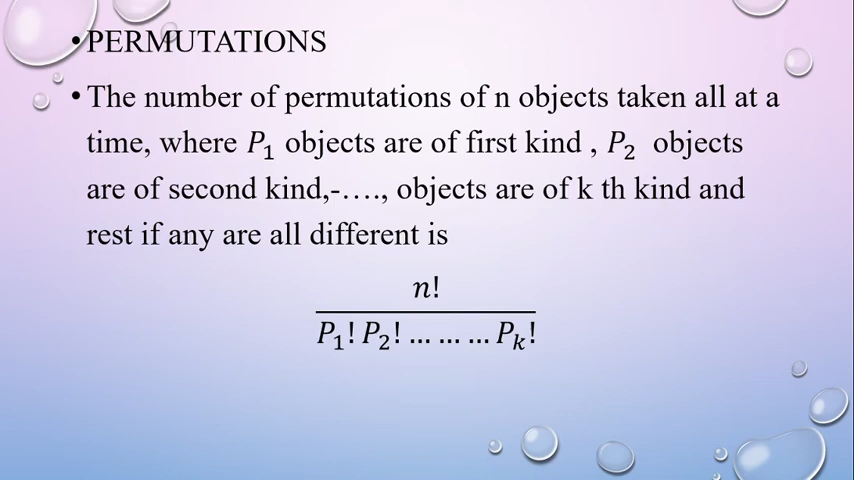 •PERMUTATIONS
•The number of permutations of n objects taken all at a
time, where P₁ objects are of first kind , P₂ objects
are of second kind,-…., objects are of k th kind and
rest if any are all different is
n!
P₁! P₂! … … … Pₖ!